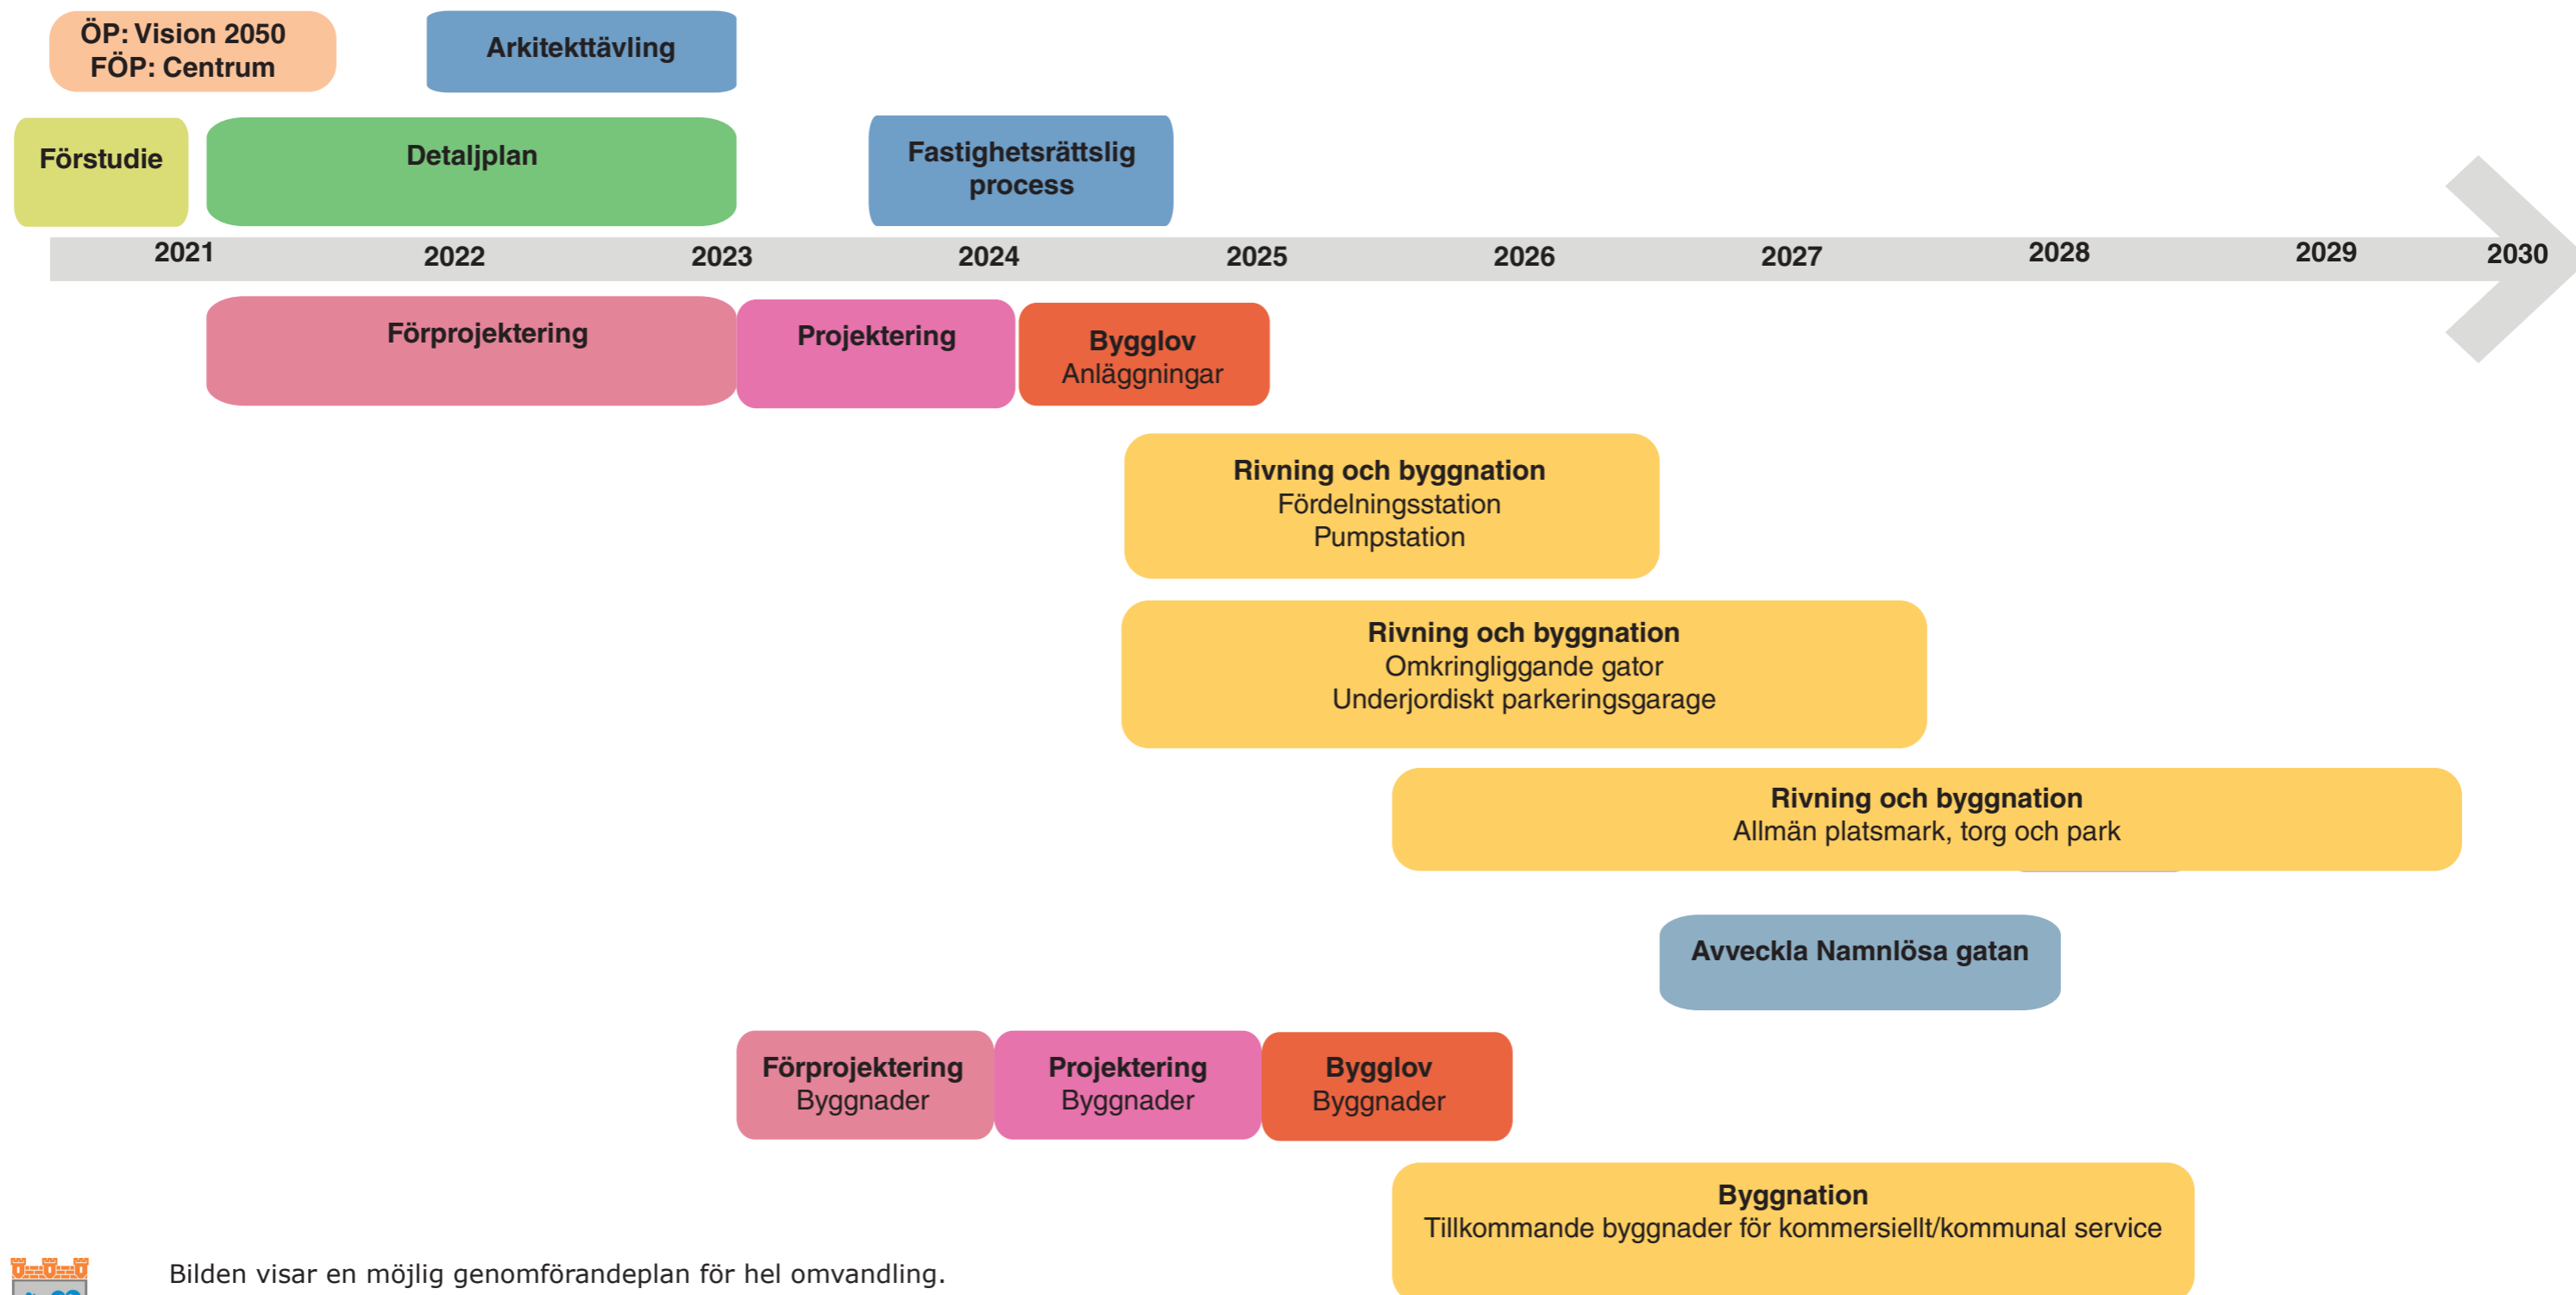 ÖP: Vision 2050
FÖP: Centrum
Arkitekttävling
Förstudie
Detaljplan
Fastighetsrättslig
process
2021
2022
2023
2024
2025
2026
2027
2028
2029
2030
Förprojektering
Projektering
Bygglov
Anläggningar
Rivning och byggnation
Fördelningsstation
Pumpstation
Rivning och byggnation
Omkringliggande gator
Underjordiskt parkeringsgarage
Rivning och byggnation
Allmän platsmark, torg och park
Avveckla Namnlösa gatan
Förprojektering
Byggnader
Projektering
Byggnader
Bygglov
Byggnader
Byggnation
Tillkommande byggnader för kommersiellt/kommunal service
Bilden visar en möjlig genomförandeplan för hel omvandling.